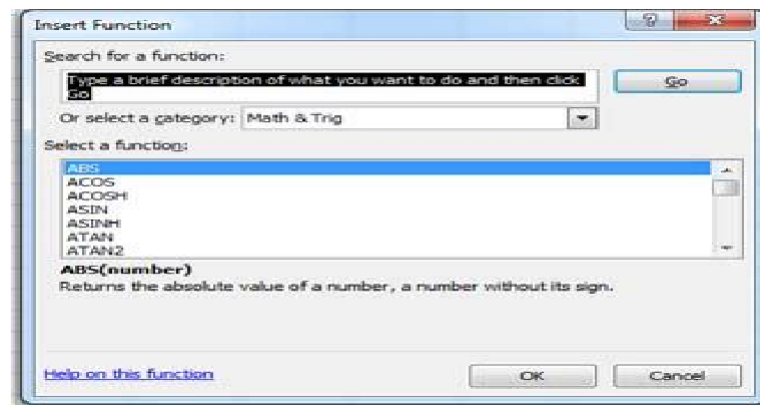 Insert Function
Search for a function:
Type a brief description of what you want to do and then click
Go
Go
Or select a category: Math & Trig
Select a function:
ABS
ACOS
ACOSH
ASIN
ASINH
ATAN
ATAN2
ABS(number)
Returns the absolute value of a number, a number without its sign.
Help on this function
OK
Cancel